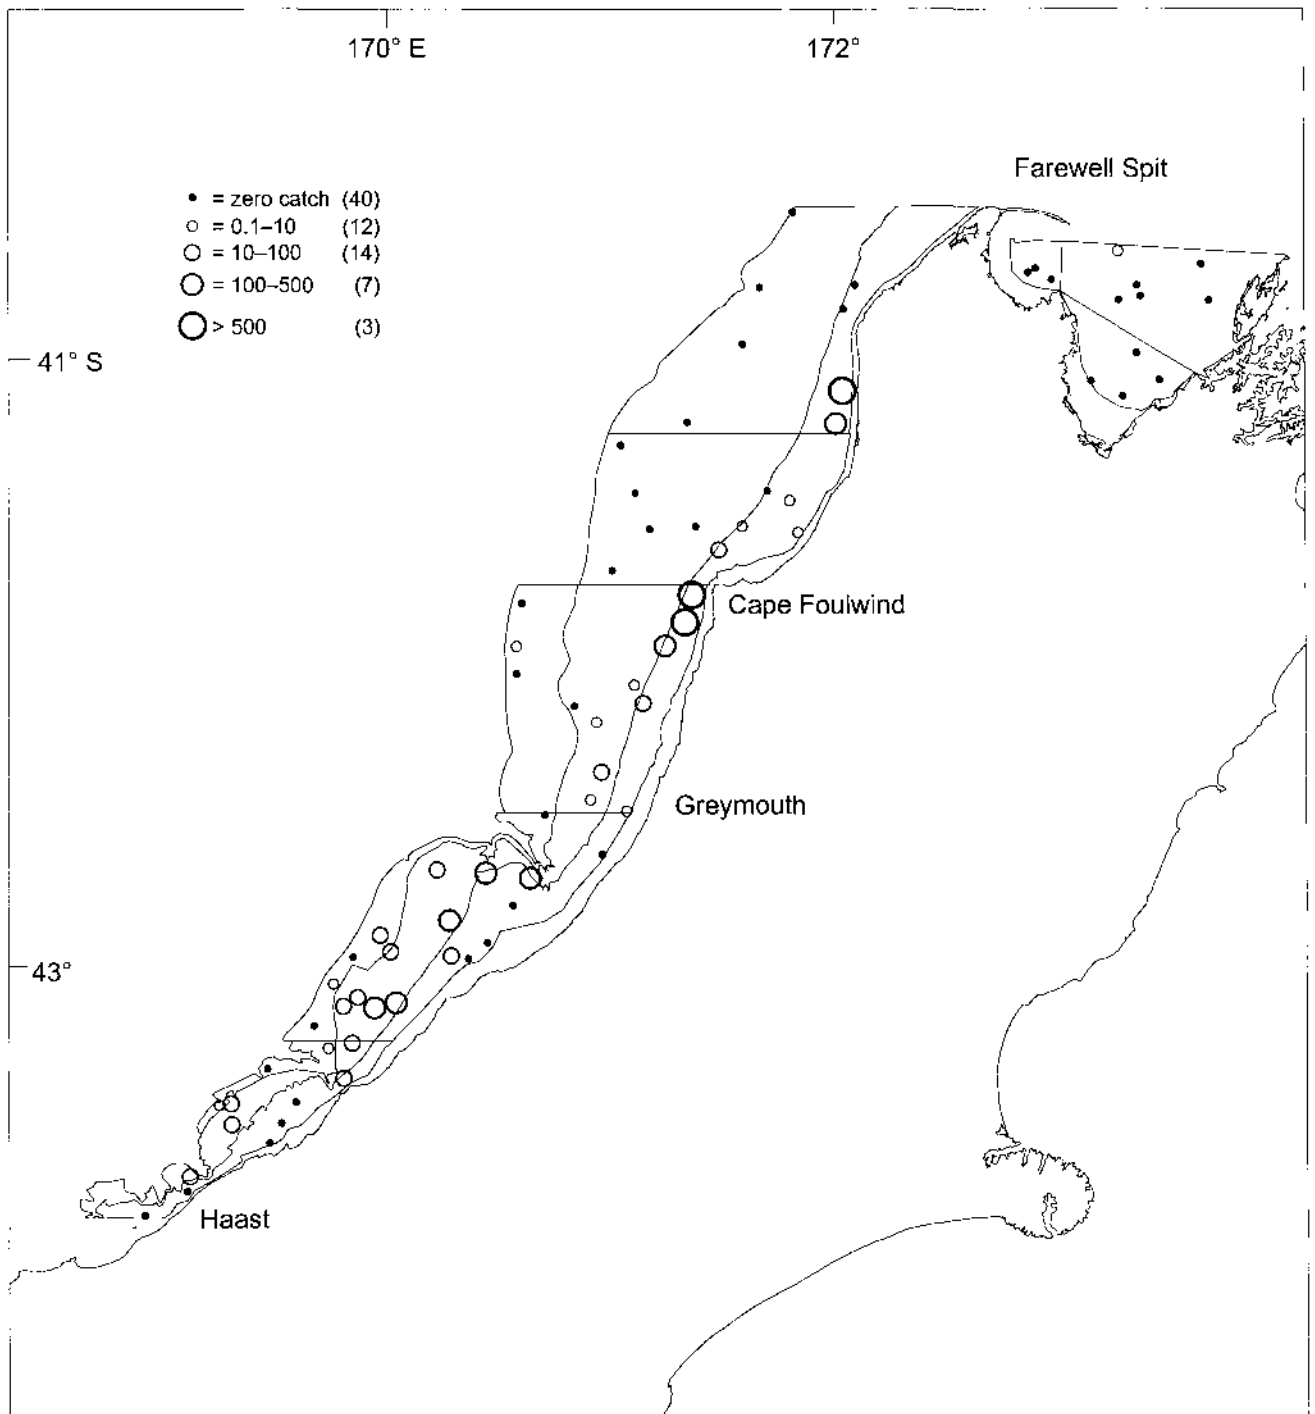 170° E 172°
Farewell Spit
= zero catch (40)
= 0.1–10 (12)
= 10–100 (14)
= 100–500 (7)
> 500 (3)
41° S
Cape Foulwind
Greymouth
43°
Haast